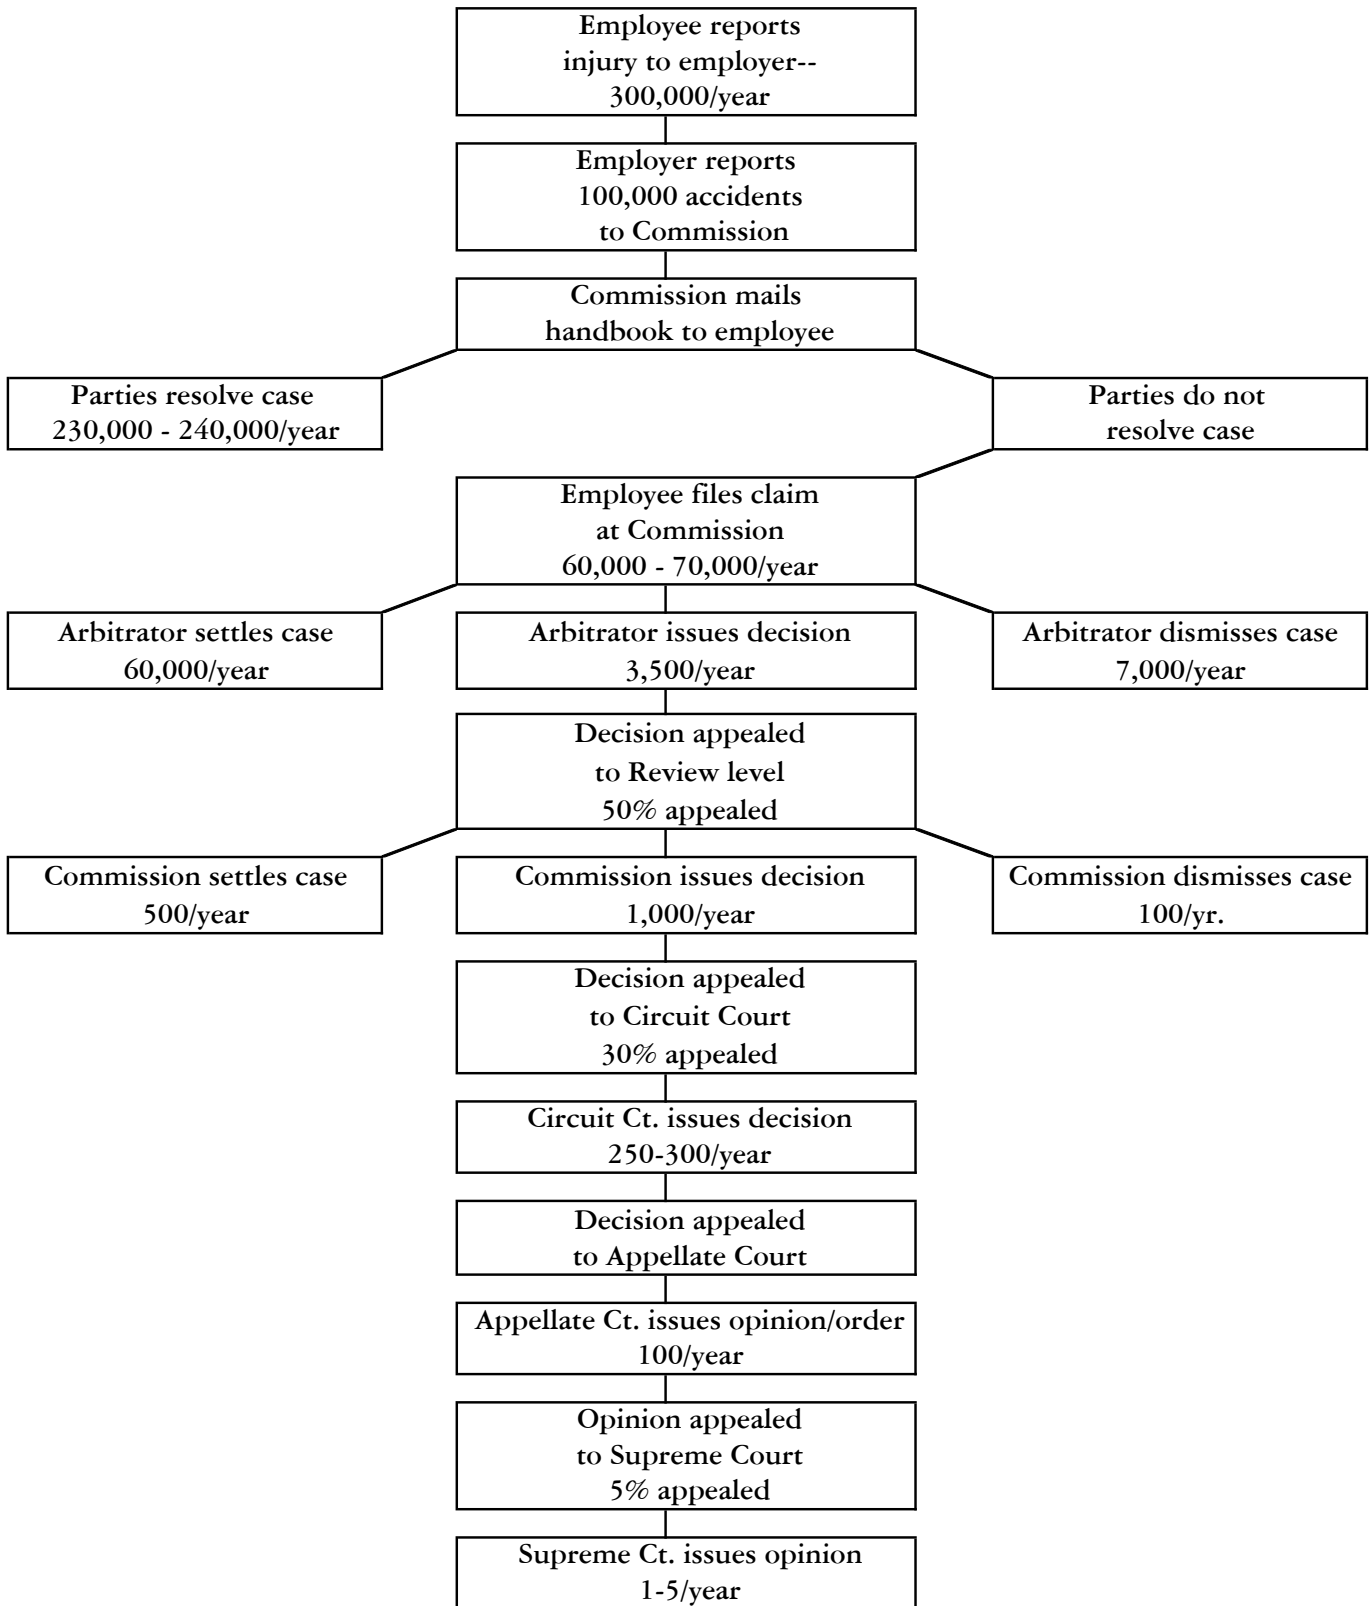 Employee reports
injury to employer--
300,000/year
Employer reports
100,000 accidents
to Commission
Commission mails
handbook to employee
Parties resolve case
230,000 - 240,000/year
Parties do not
resolve case
Employee files claim
at Commission
60,000 - 70,000/year
Arbitrator settles case
60,000/year
Arbitrator issues decision
3,500/year
Arbitrator dismisses case
7,000/year
Decision appealed
to Review level
50% appealed
Commission settles case
500/year
Commission issues decision
1,000/year
Commission dismisses case
100/yr.
Decision appealed
to Circuit Court
30% appealed
Circuit Ct. issues decision
250-300/year
Decision appealed
to Appellate Court
Appellate Ct. issues opinion/order
100/year
Opinion appealed
to Supreme Court
5% appealed
Supreme Ct. issues opinion
1-5/year